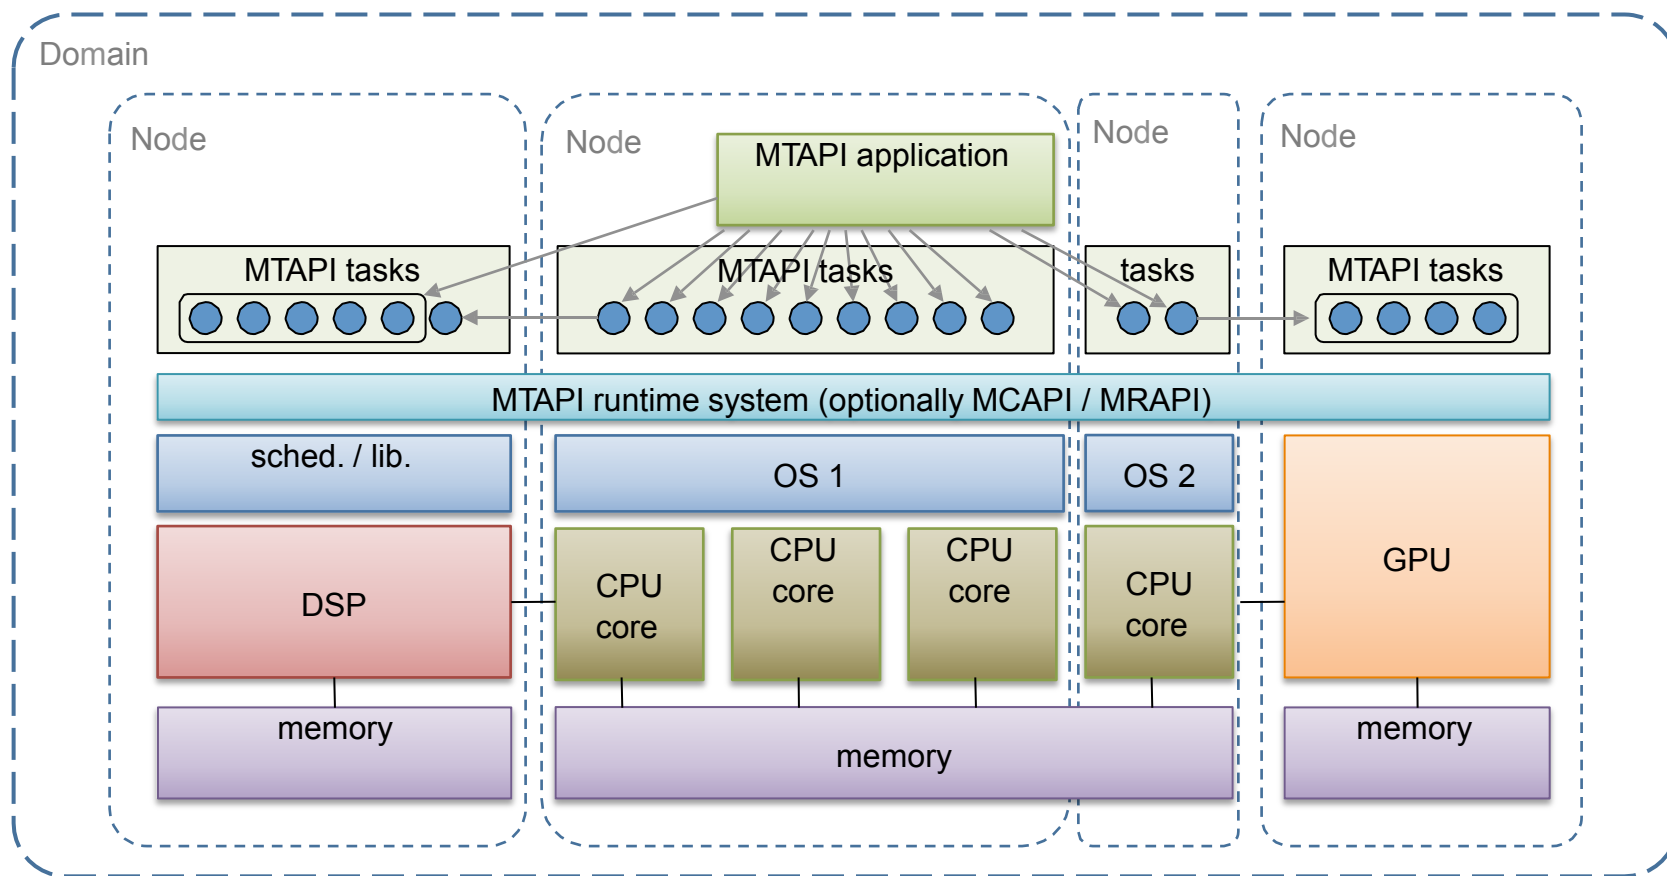 Domain
Node
Node
Node
Node
MTAPI application
MTAPI tasks
MTAPI tasks
tasks
MTAPI tasks
MTAPI runtime system (optionally MCAPI / MRAPI)
sched. / lib.
OS 1
OS 2
GPU
DSP
CPU
core
CPU
core
CPU
core
CPU
core
memory
memory
memory